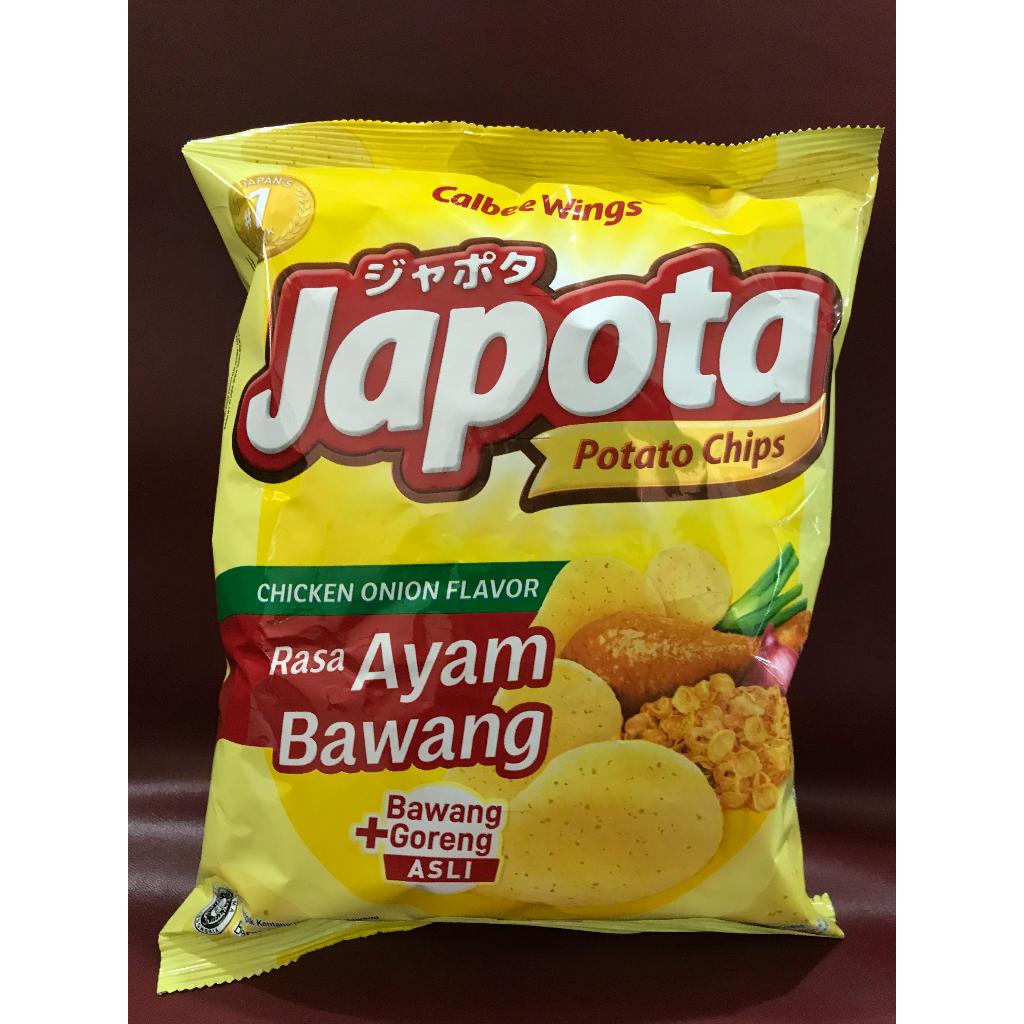 JAPAN'S
1
Calbee Wings
ジャポタ
Japota
Potato Chips
CHICKEN ONION FLAVOR
Rasa Ayam
Bawang
+Bawang
Goreng
ASLI